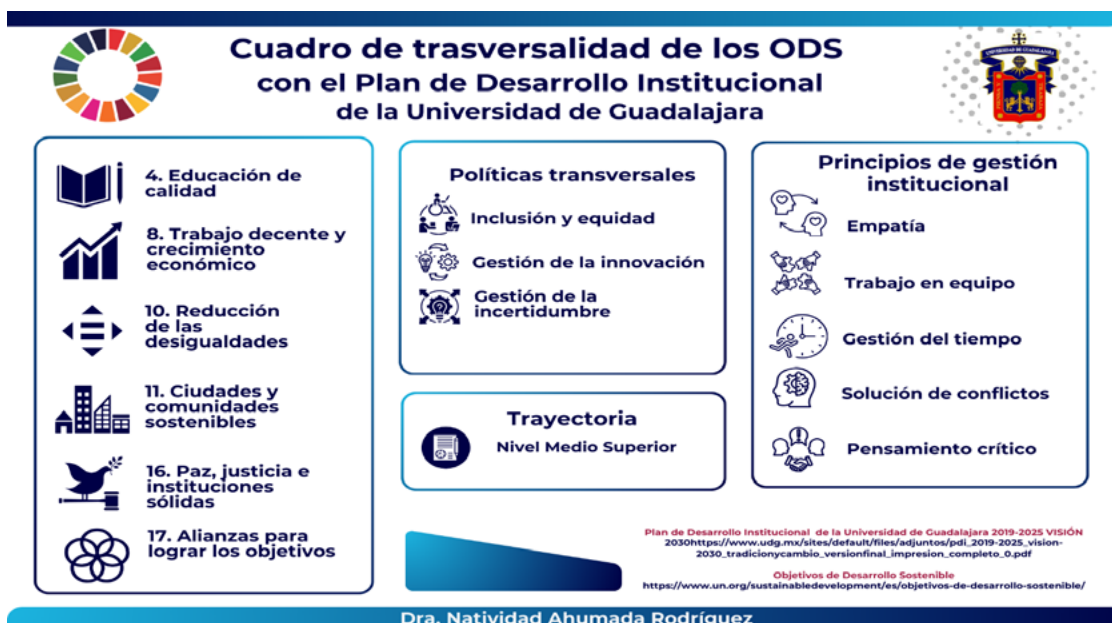 Cuadro de trasversalidad de los ODS
con el Plan de Desarrollo Institucional
de la Universidad de Guadalajara
4. Educación de
calidad
8. Trabajo decente y
crecimiento
económico
10. Reducción
de las
desigualdades
11. Ciudades y
comunidades
sostenibles
16. Paz, justicia e
instituciones
sólidas
17. Alianzas para
lograr los objetivos
Políticas transversales
Inclusión y equidad
Gestión de la innovación
Gestión de la
incertidumbre
Trayectoria
Nivel Medio Superior
Principios de gestión
institucional
Empatía
Trabajo en equipo
Gestión del tiempo
Solución de conflictos
Pensamiento crítico
Plan de Desarrollo Institucional de la Universidad de Guadalajara 2019-2025 VISIÓN
2030https://www.udg.mx/sites/default/files/adjuntos/pdi_2019-2025_vision-
2030_tradicionycambio_versionfinal_impresion_completo_0.pdf
Objetivos de Desarrollo Sostenible
https://www.un.org/sustainabledevelopment/es/objetivos-de-desarrollo-sostenible/
Dra. Natividad Ahumada Rodríguez